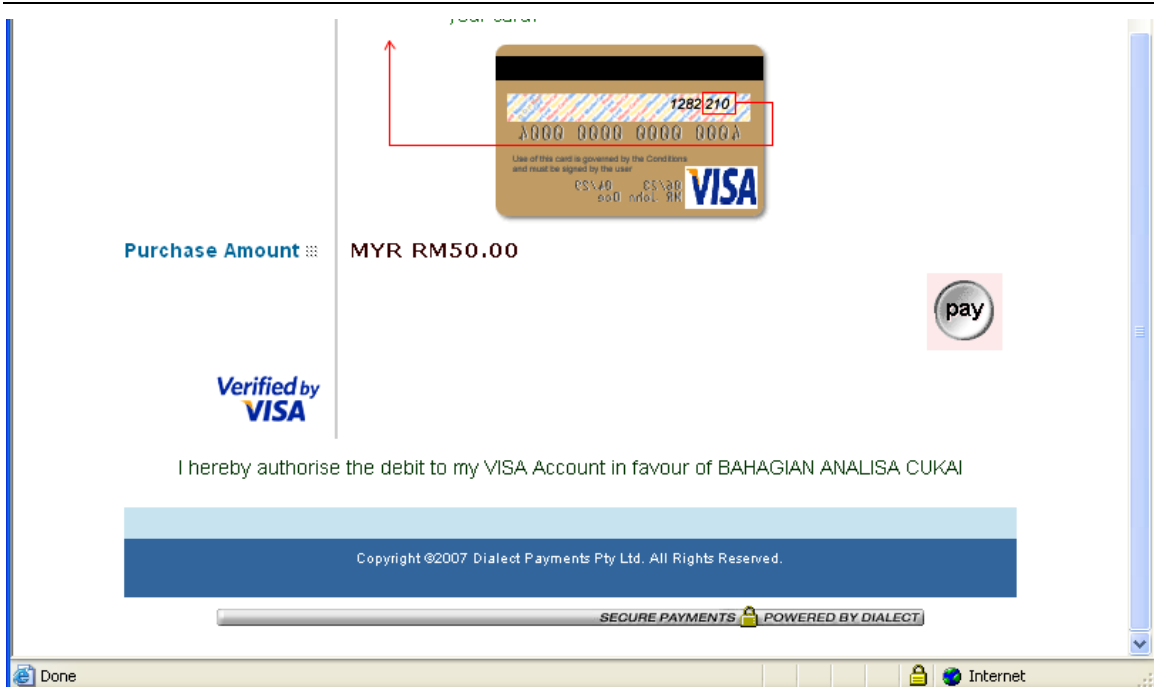 1282 210
Use of this card is governed by the Conditions
and must be signed by the user
VISA
Purchase Amount
MYR RM50.00
pay
Verified by
VISA
I hereby authorise the debit to my VISA Account in favour of BAHAGIAN ANALISA CUKAI
Copyright ©2007 Dialect Payments Pty Ltd. All Rights Reserved.
SECURE PAYMENTS POWERED BY DIALECT
Done
Internet